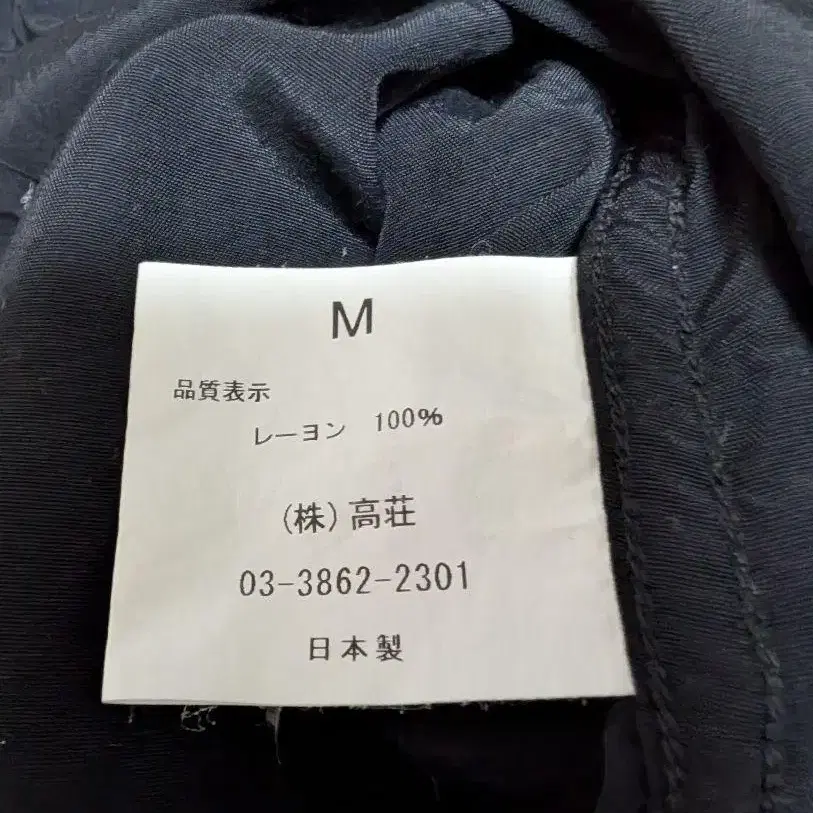 M
品質表示
レーヨン 100%
(株)高荘
03-3862-2301
日本製